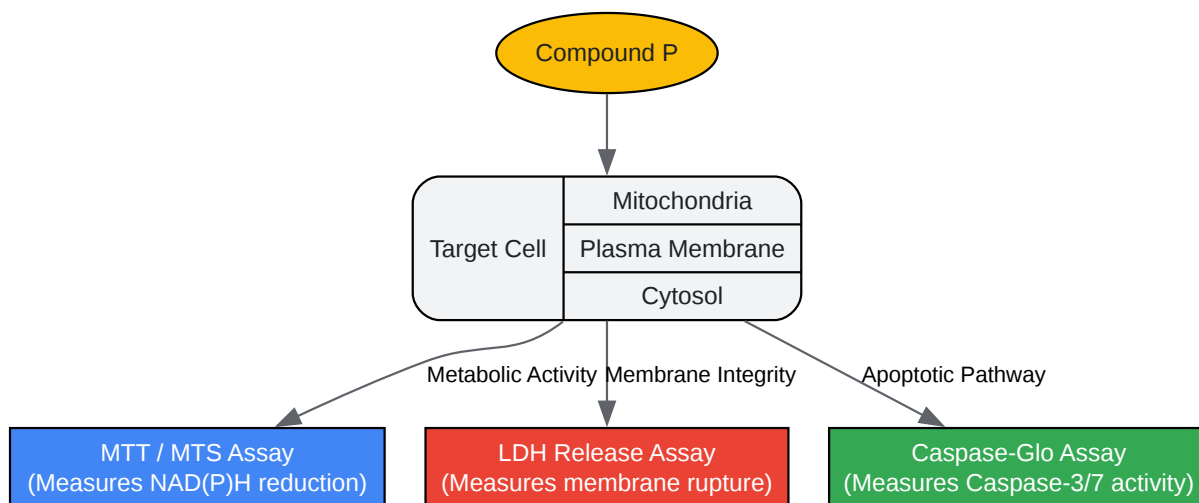 Compound P
Target Cell
Mitochondria
Plasma Membrane
Cytosol
Metabolic Activity
Membrane Integrity
Apoptotic Pathway
MTT / MTS Assay
(Measures NAD(P)H reduction)
LDH Release Assay
(Measures membrane rupture)
Caspase-Glo Assay
(Measures Caspase-3/7 activity)